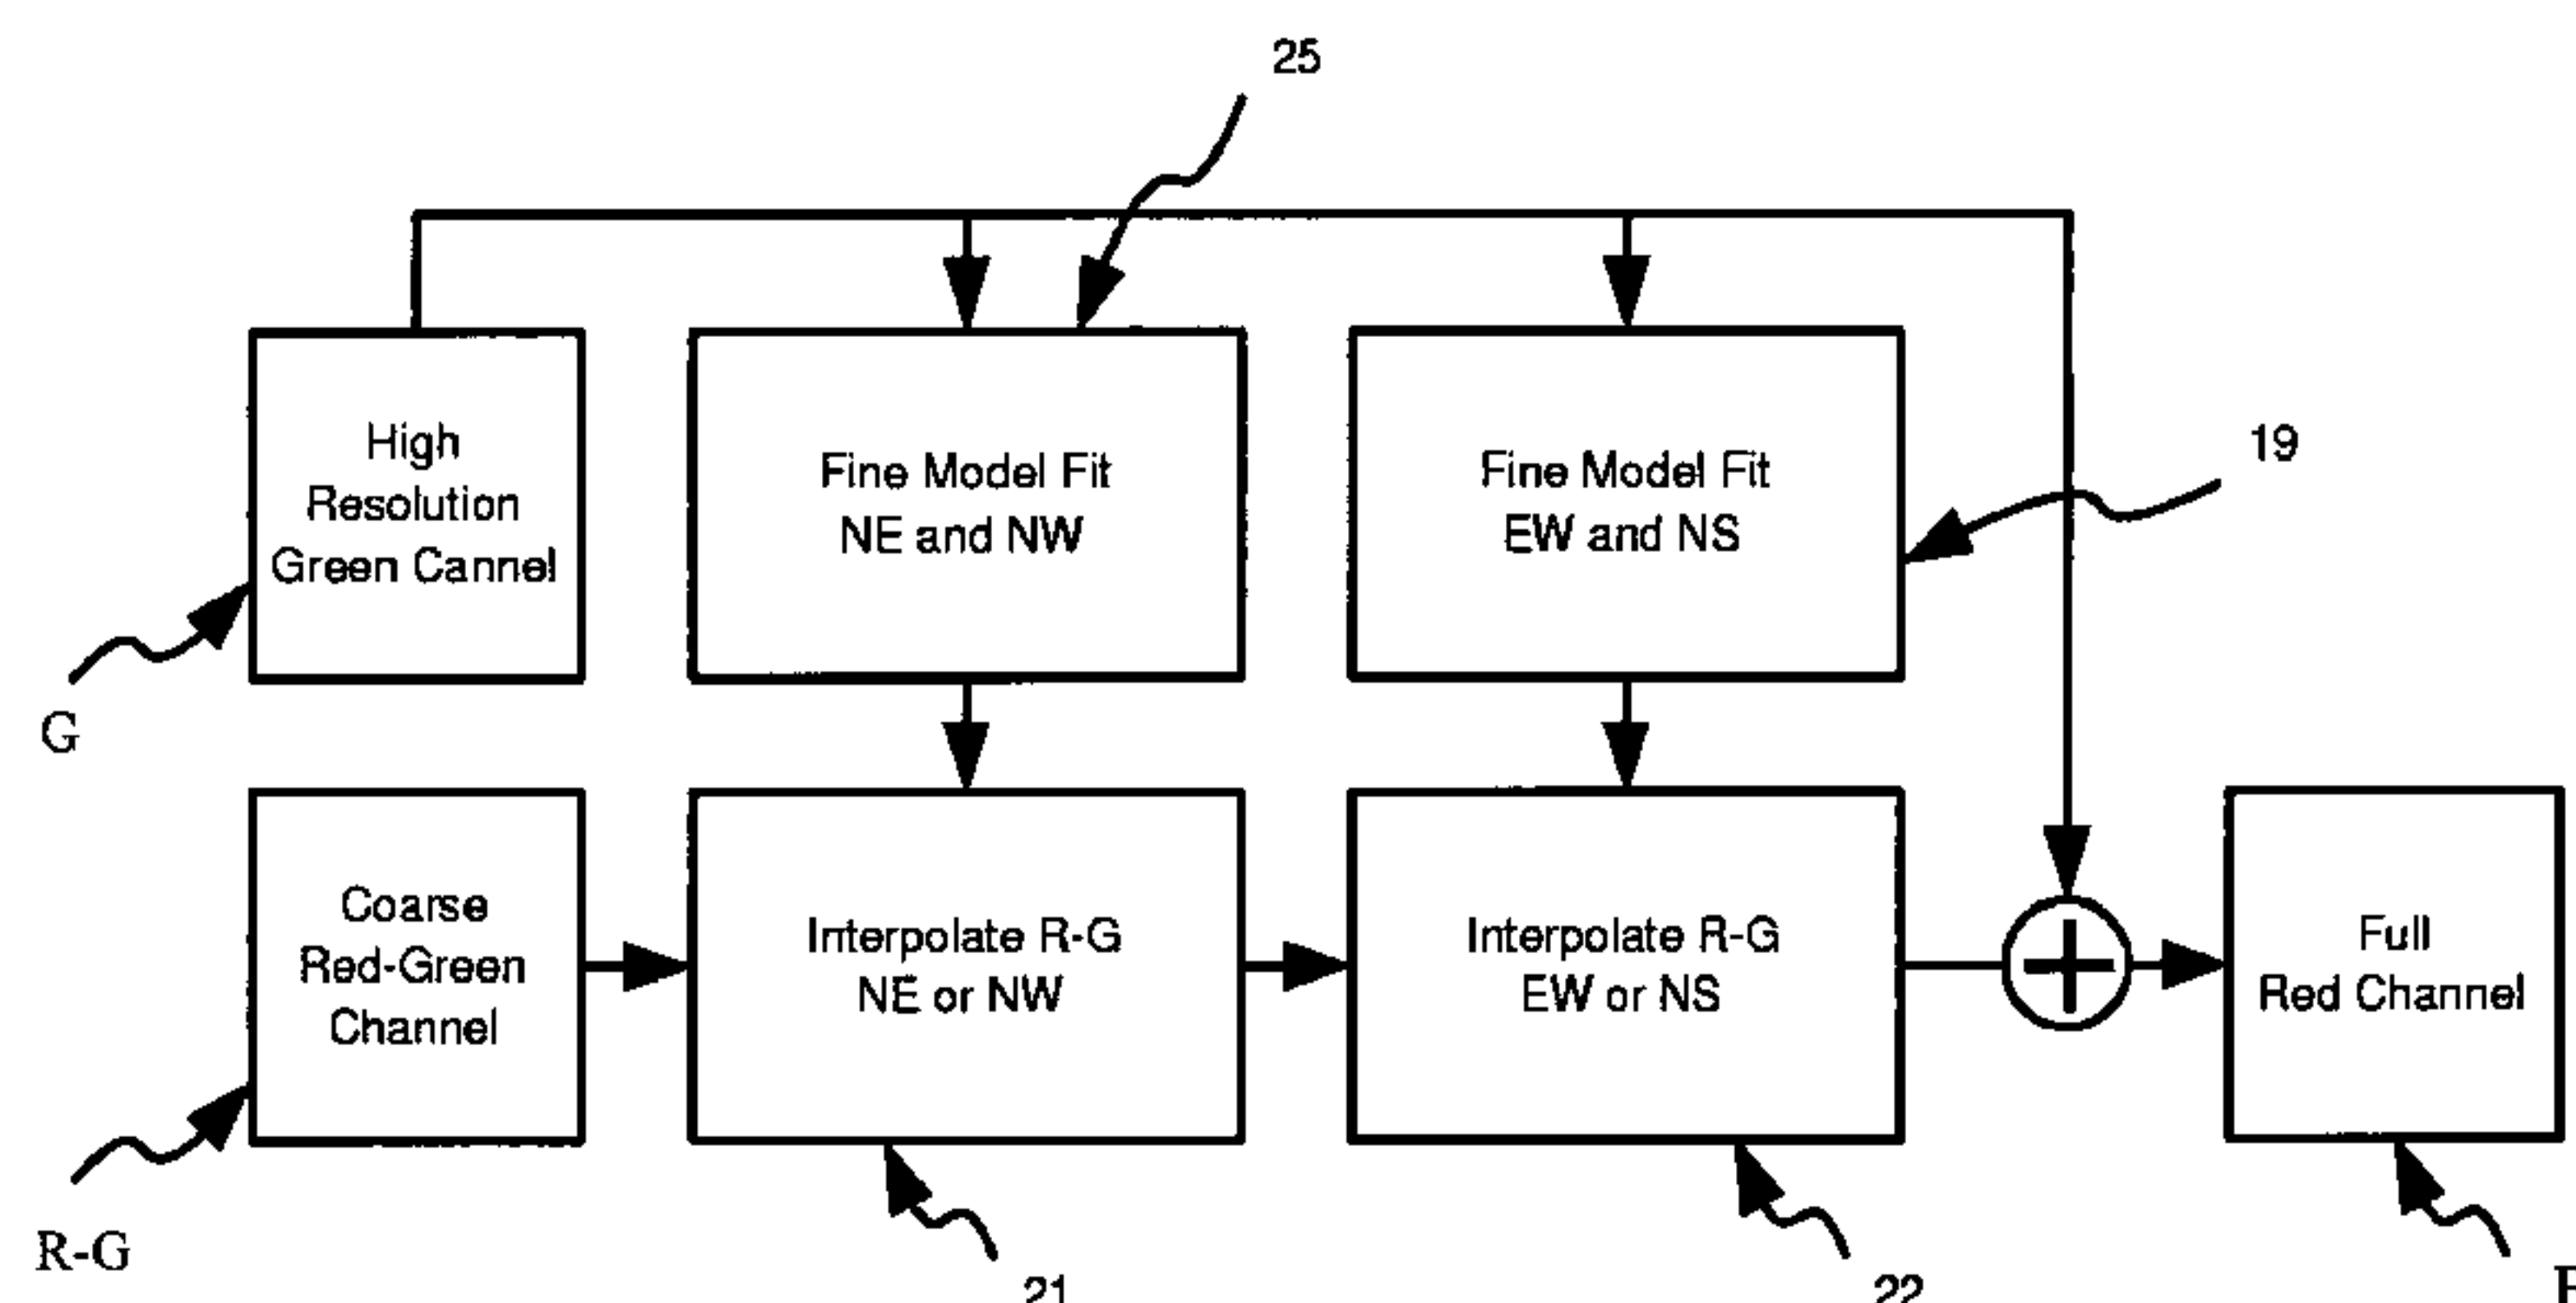 25
19
High
Resolution
Green Cannel
Fine Model Fit
NE and NW
Fine Model Fit
EW and NS
G
Coarse
Red-Green
Channel
Interpolate R-G
NE or NW
Interpolate R-G
EW or NS
Full
Red Channel
R-G
21
22